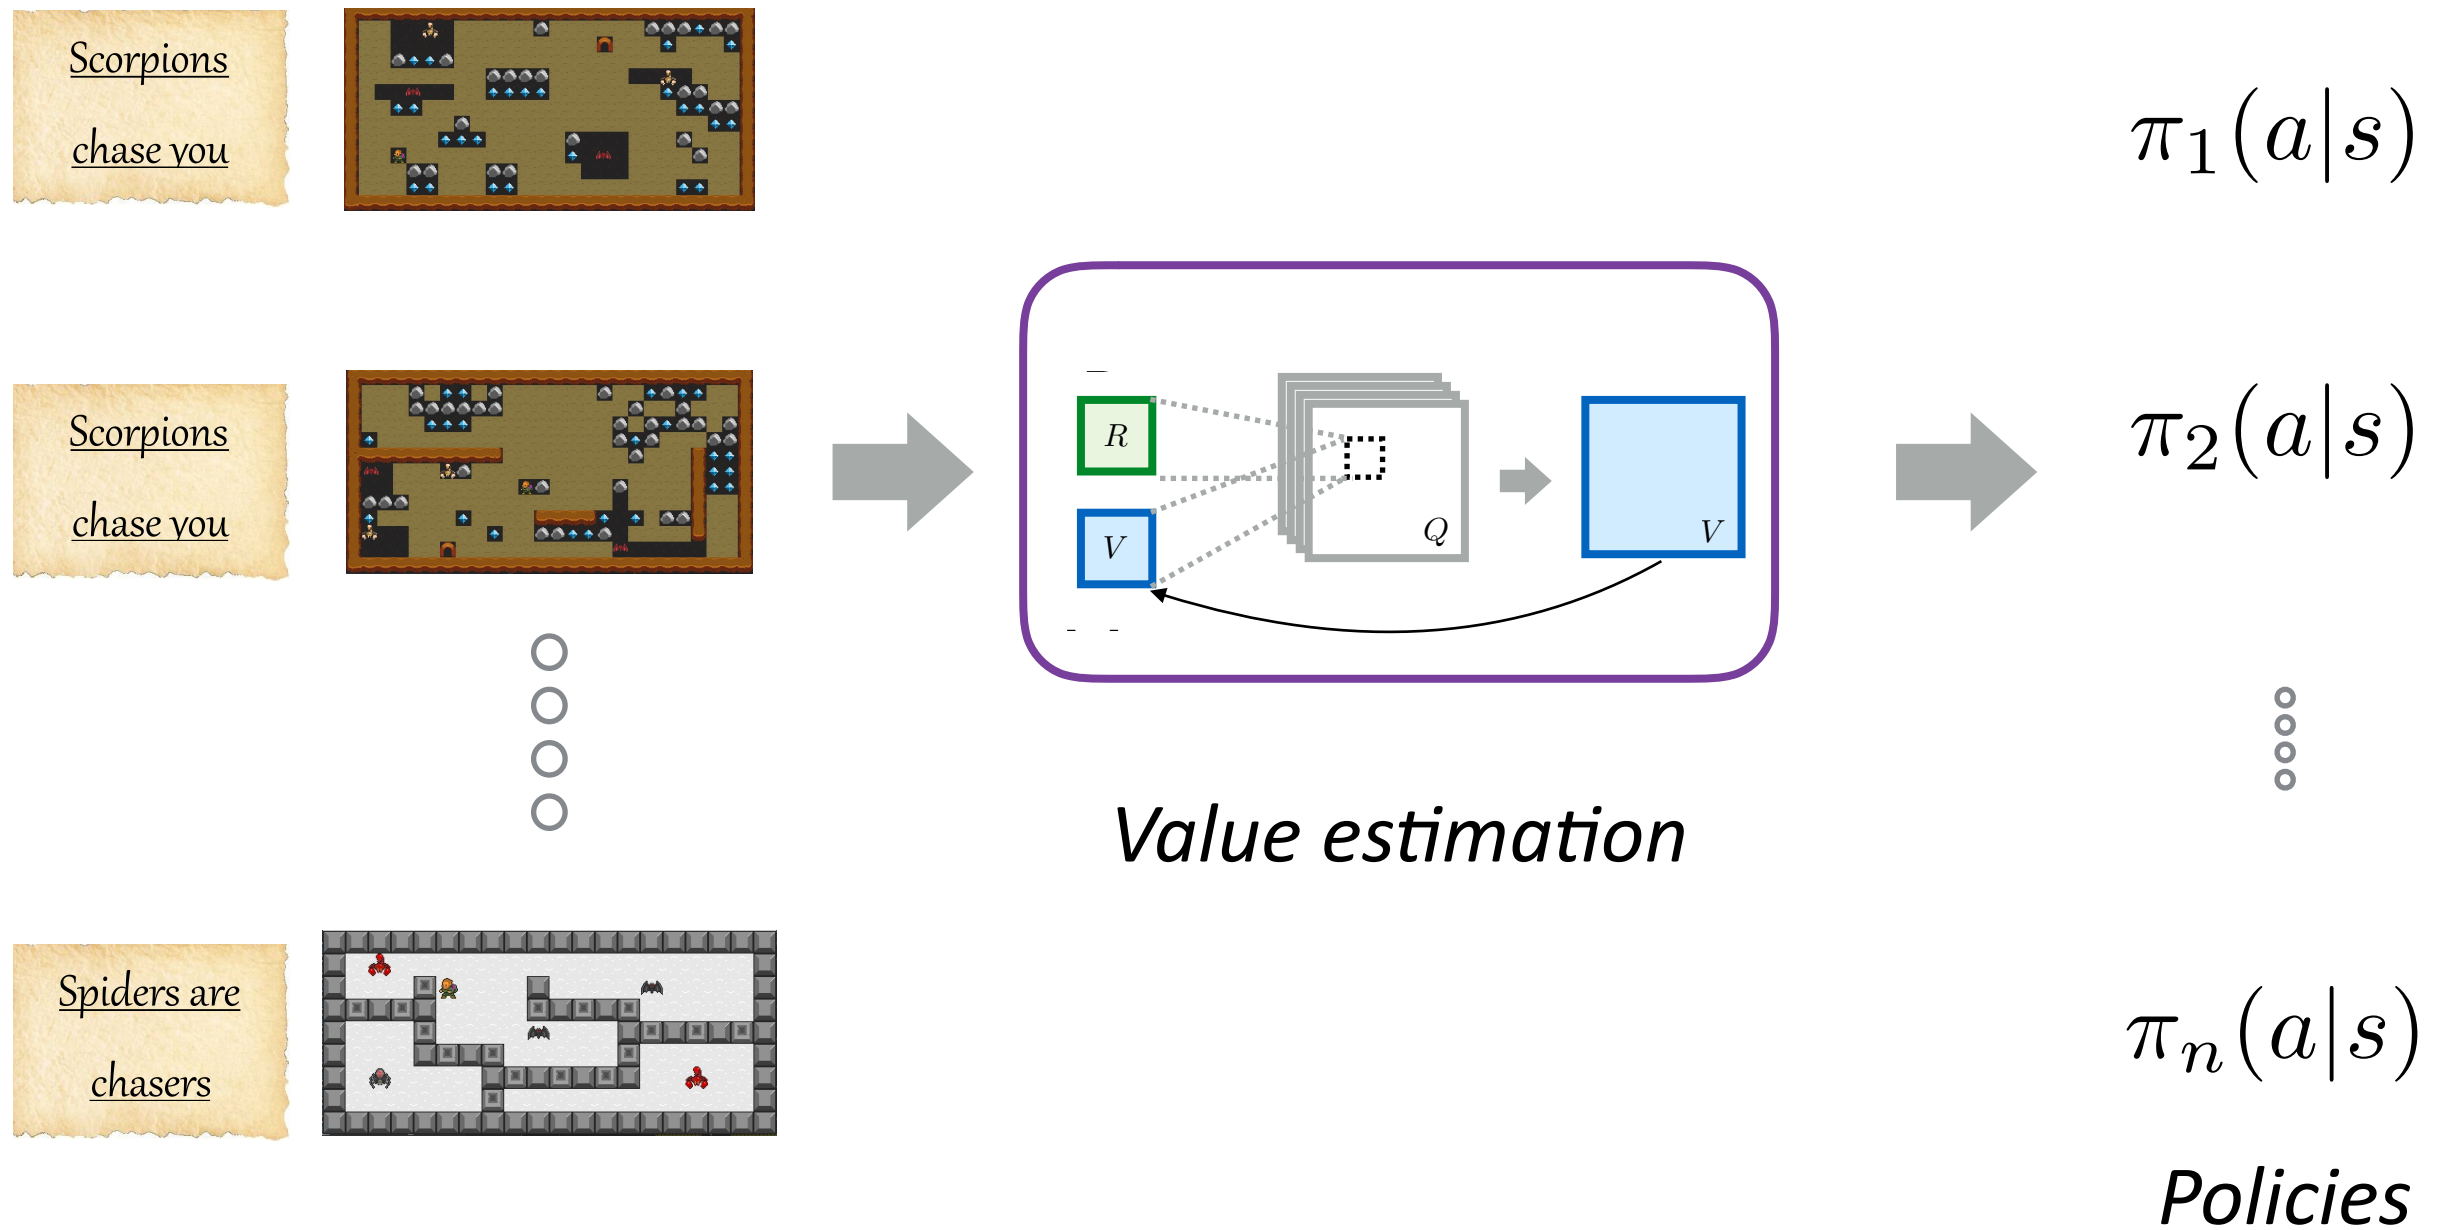 Scorpions
chase you
π₁(a|s)
Scorpions
chase you
R
V
Q
V
π₂(a|s)
Value estimation
Spiders are
chasers
πₙ(a|s)
Policies